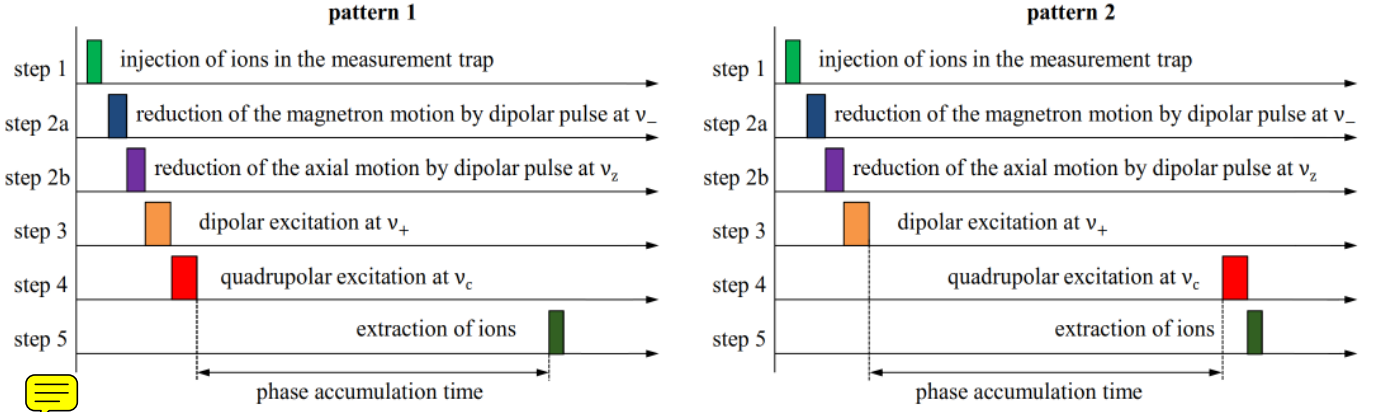 pattern 1
step 1 injection of ions in the measurement trap
step 2a reduction of the magnetron motion by dipolar pulse at ν₋
step 2b reduction of the axial motion by dipolar pulse at ν_z
step 3 dipolar excitation at ν₊
step 4 quadrupolar excitation at ν_c
step 5 extraction of ions
phase accumulation time
pattern 2
step 1 injection of ions in the measurement trap
step 2a reduction of the magnetron motion by dipolar pulse at ν₋
step 2b reduction of the axial motion by dipolar pulse at ν_z
step 3 dipolar excitation at ν₊
step 4 quadrupolar excitation at ν_c
step 5 extraction of ions
phase accumulation time